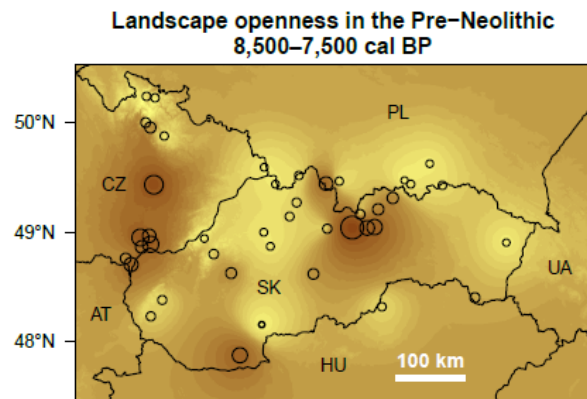 Landscape openness in the Pre−Neolithic
8,500−7,500 cal BP
50°N
PL
CZ
49°N
UA
SK
AT
48°N
HU
100 km